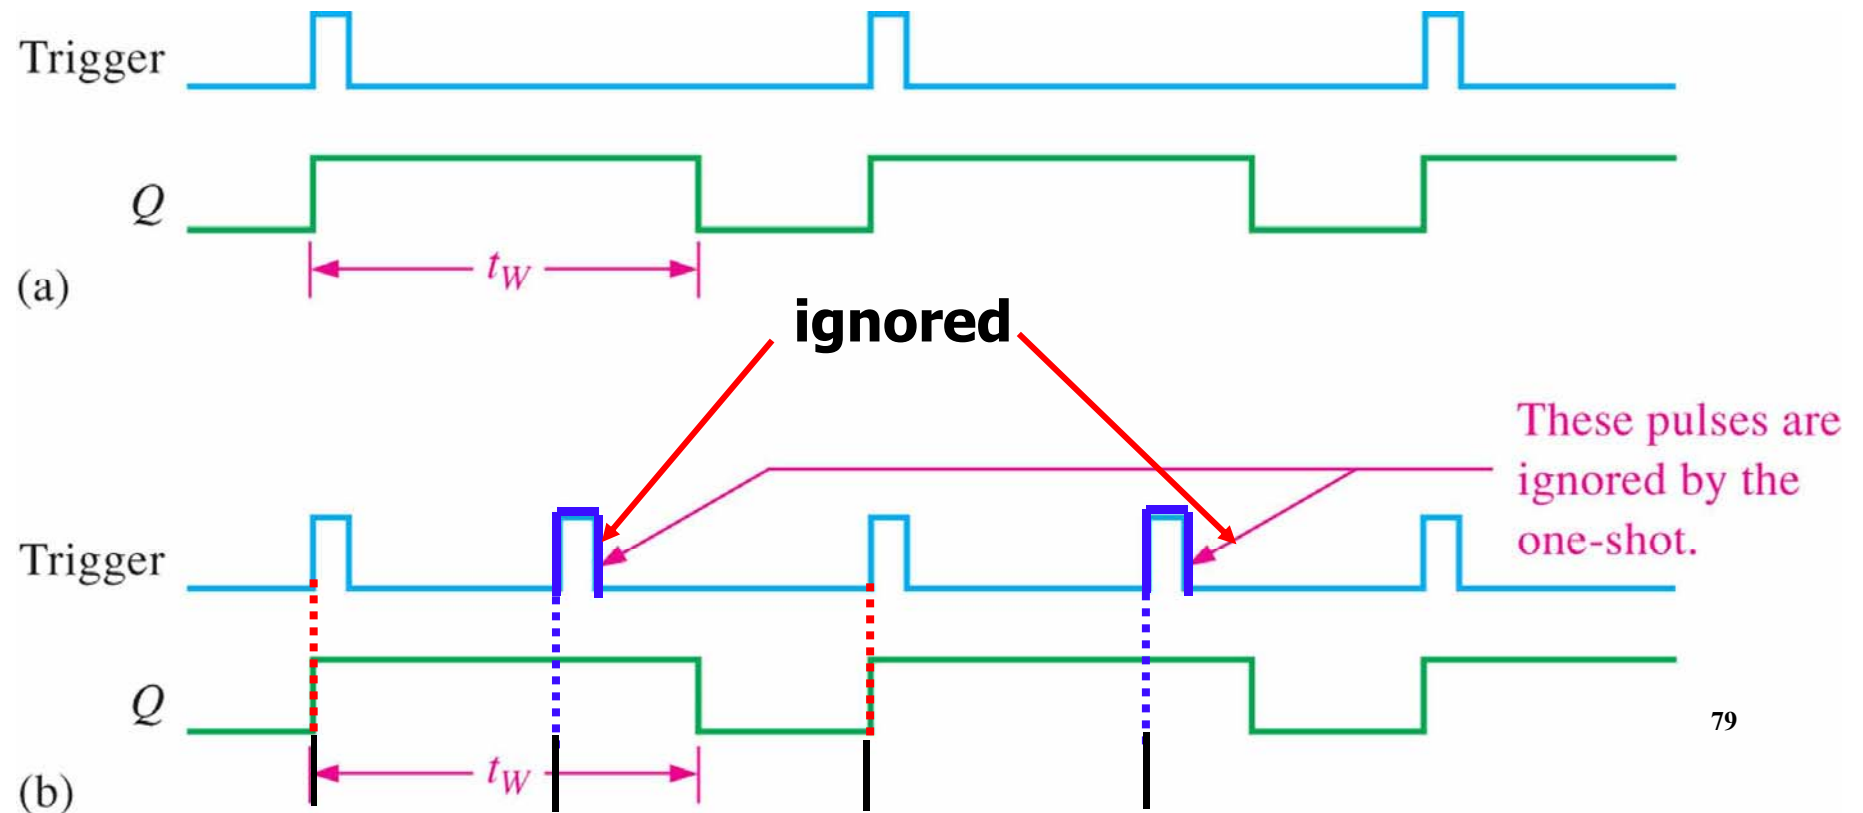 Trigger
Q
tW
(a)
ignored
These pulses are
ignored by the
one-shot.
Trigger
Q
79
tW
(b)